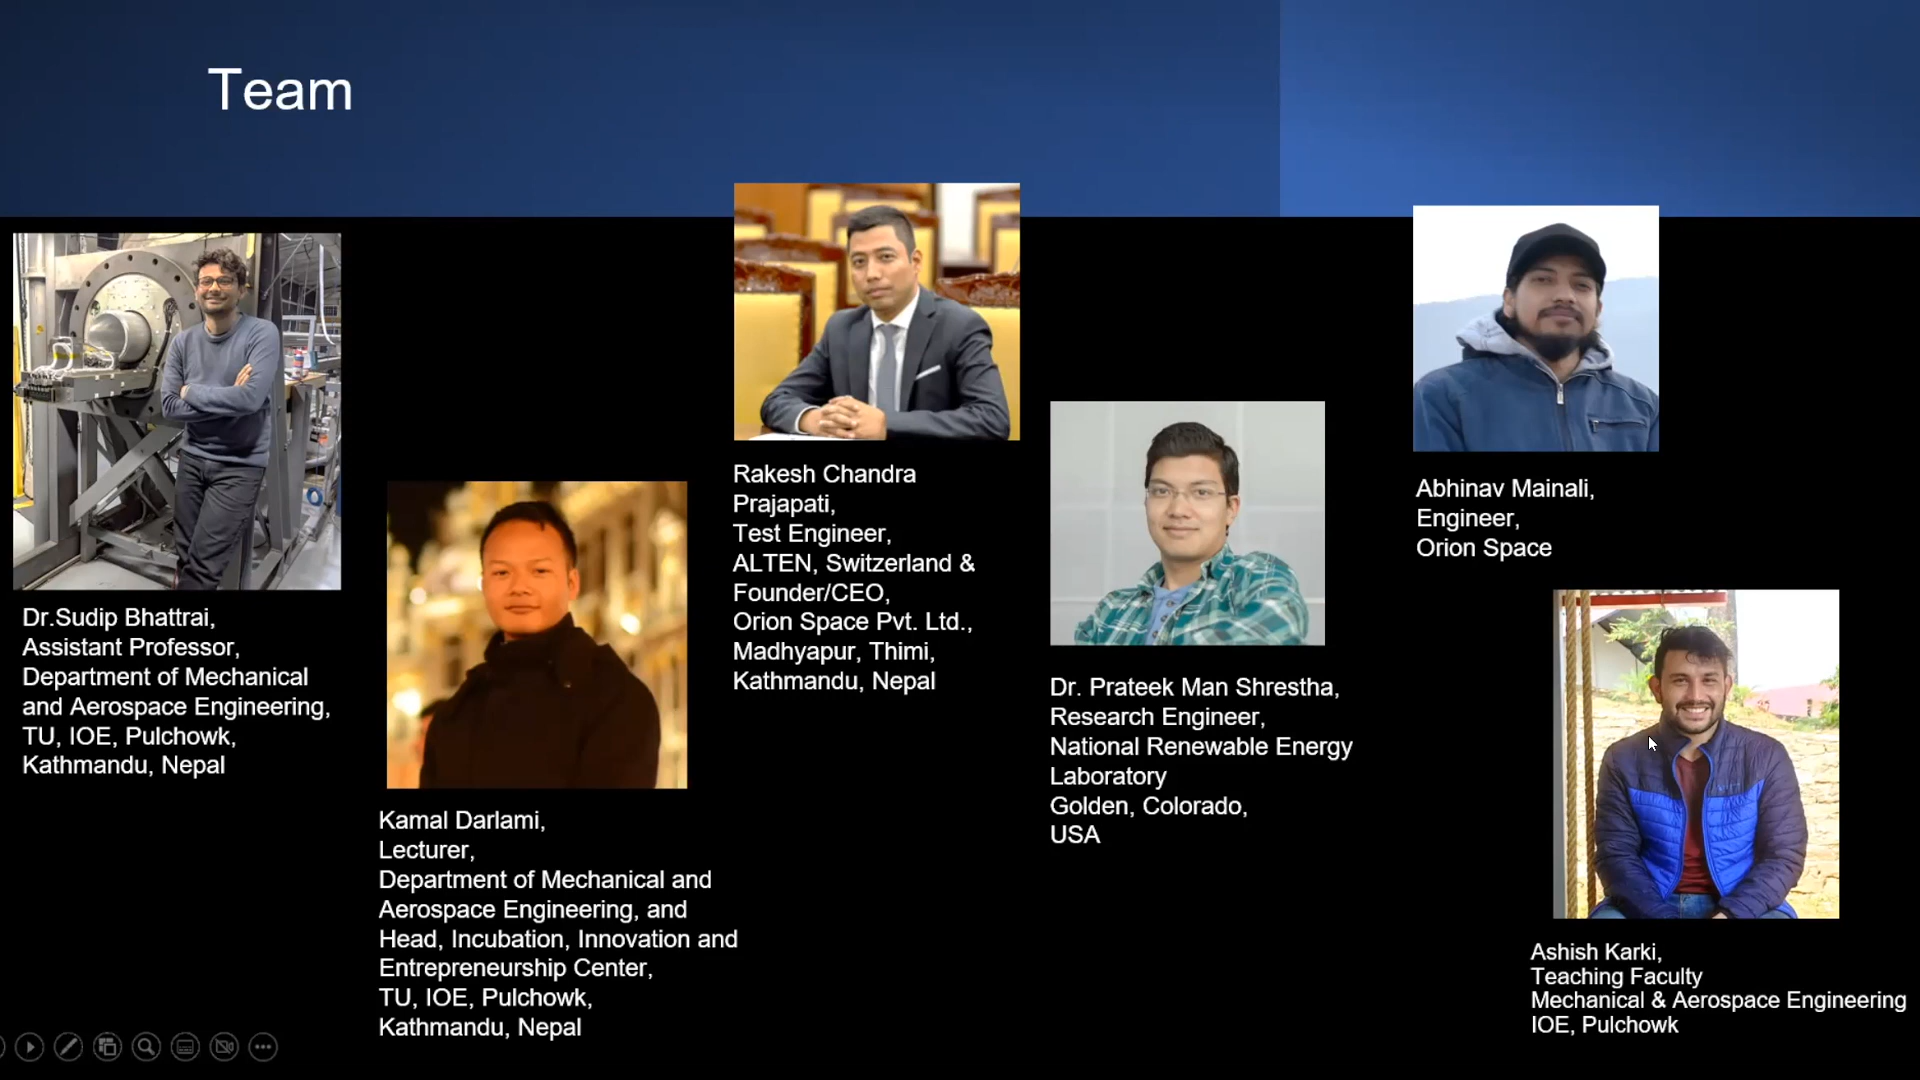 Team
Dr.Sudip Bhattrai,
Assistant Professor,
Department of Mechanical
and Aerospace Engineering,
TU, IOE, Pulchowk,
Kathmandu, Nepal
Kamal Darlami,
Lecturer,
Department of Mechanical and
Aerospace Engineering, and
Head, Incubation, Innovation and
Entrepreneurship Center,
TU, IOE, Pulchowk,
Kathmandu, Nepal
Rakesh Chandra
Prajapati,
Test Engineer,
ALTEN, Switzerland &
Founder/CEO,
Orion Space Pvt. Ltd.,
Madhyapur, Thimi,
Kathmandu, Nepal
Dr. Prateek Man Shrestha,
Research Engineer,
National Renewable Energy
Laboratory
Golden, Colorado,
USA
Abhinav Mainali,
Engineer,
Orion Space
Ashish Karki,
Teaching Faculty
Mechanical & Aerospace Engineering
IOE, Pulchowk